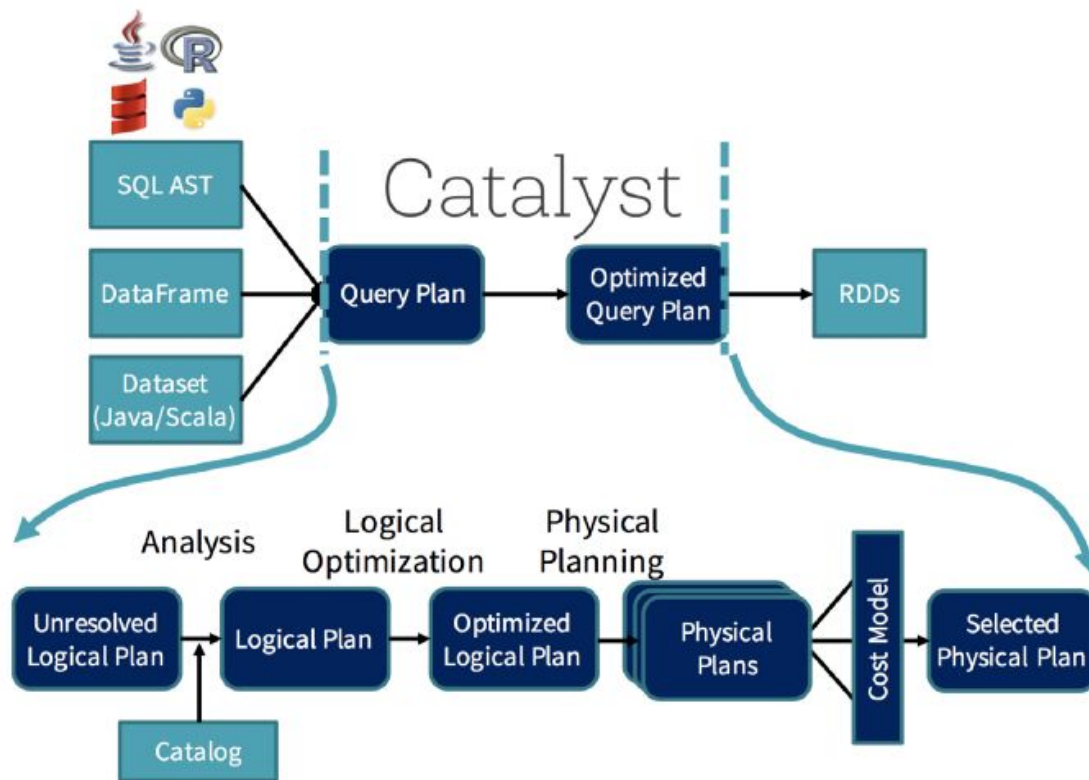 R
SQL AST
Catalyst
DataFrame
Query Plan
Optimized
Query Plan
RDDs
Dataset
(Java/Scala)
Analysis
Logical
Optimization
Physical
Planning
Unresolved
Logical Plan
Logical Plan
Optimized
Logical Plan
Physical
Plans
Cost Model
Selected
Physical Plan
Catalog